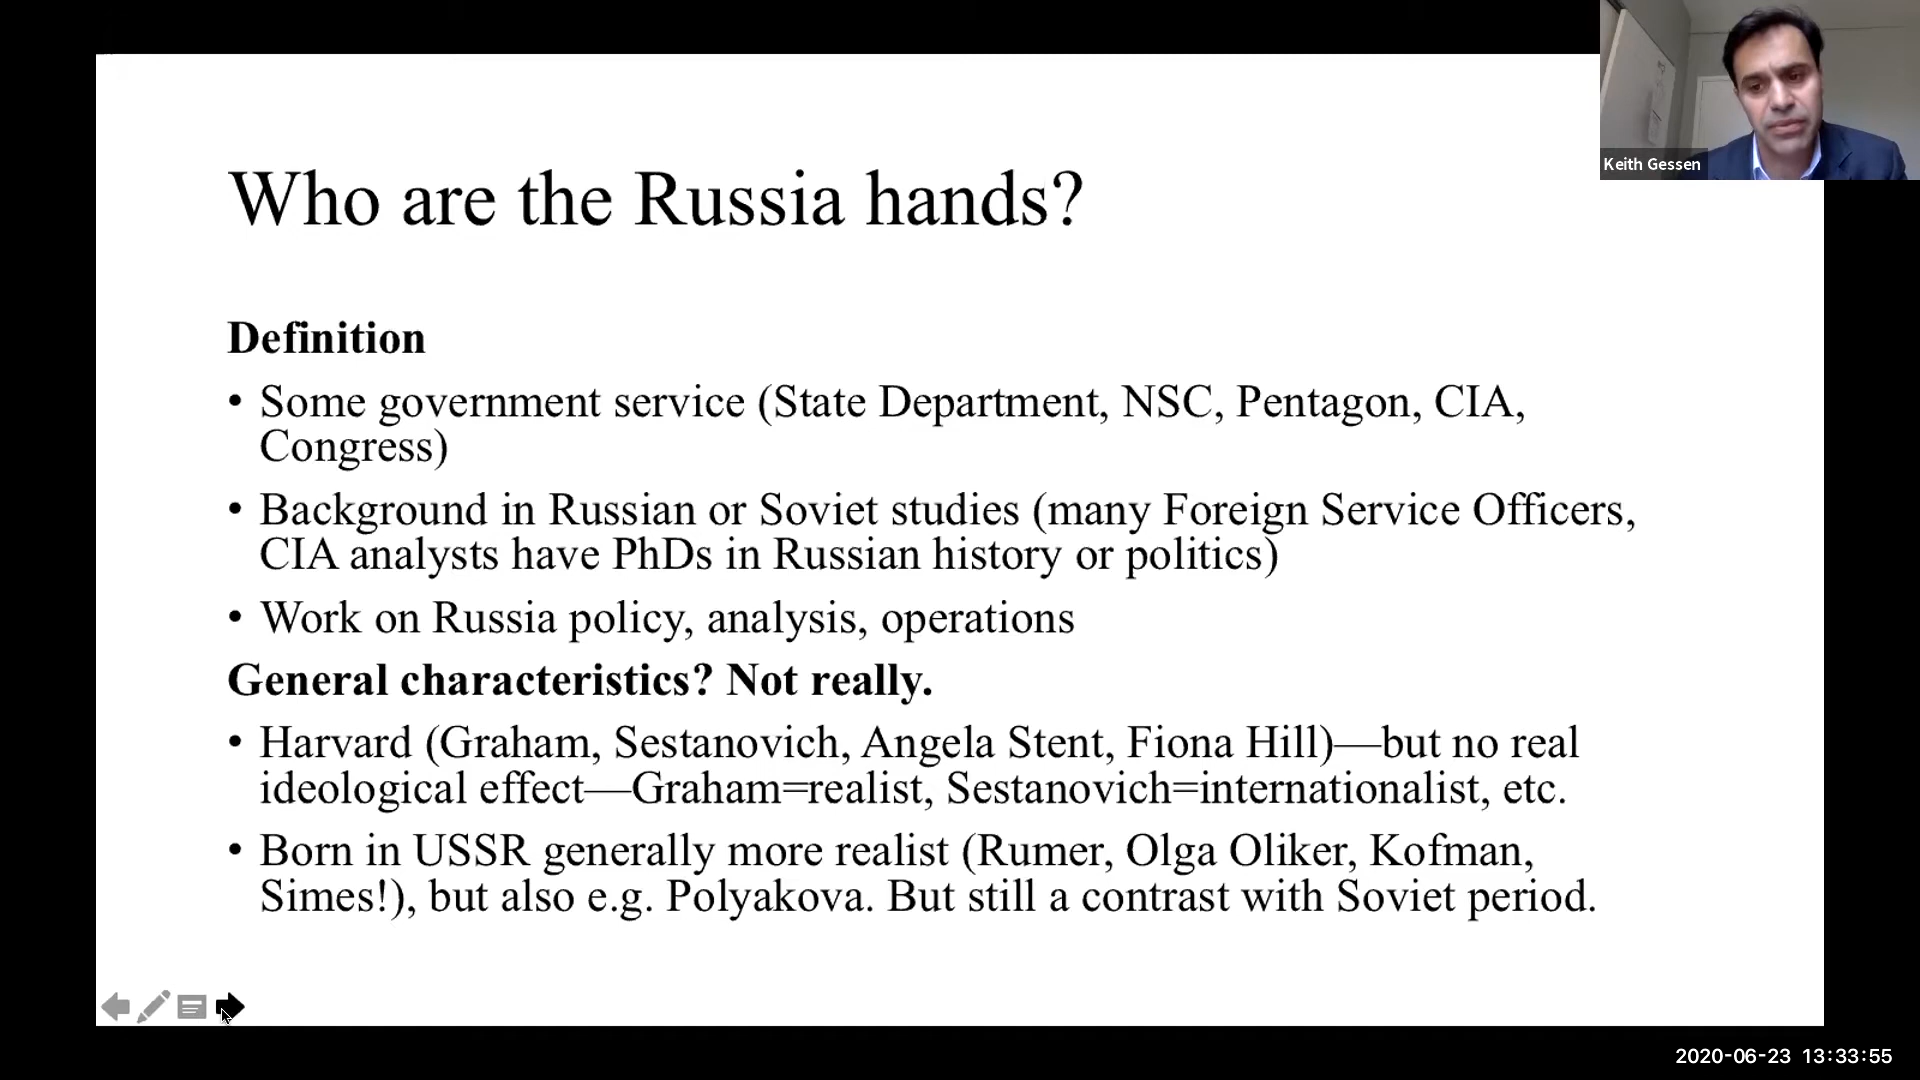 Keith Gessen
Who are the Russia hands?
Definition
• Some government service (State Department, NSC, Pentagon, CIA,
Congress)
• Background in Russian or Soviet studies (many Foreign Service Officers,
CIA analysts have PhDs in Russian history or politics)
• Work on Russia policy, analysis, operations
General characteristics? Not really.
• Harvard (Graham, Sestanovich, Angela Stent, Fiona Hill)—but no real
ideological effect—Graham=realist, Sestanovich=internationalist, etc.
• Born in USSR generally more realist (Rumer, Olga Oliker, Kofman,
Simes!), but also e.g. Polyakova. But still a contrast with Soviet period.
2020-06-23 13:33:55